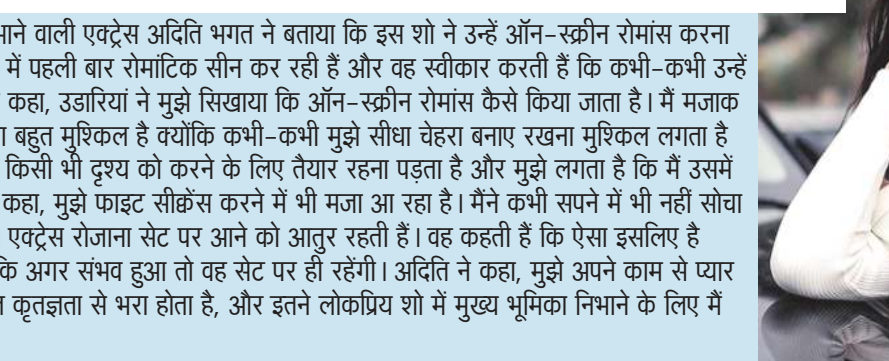 भाने वाली एक्ट्रेस अदिति भगत ने बताया कि इस शो ने उन्हें ऑन-स्क्रीन रोमांस करना
में पहली बार रोमांटिक सीन कर रही हैं और वह स्वीकार करती हैं कि कभी-कभी उन्हें
कहा, उडारियां ने मुझे सिखाया कि ऑन-स्क्रीन रोमांस कैसे किया जाता है। मैं मजाक
बहुत मुश्किल है क्योंकि कभी-कभी मुझे सीधा चेहरा बनाए रखना मुश्किल लगता है
किसी भी दृश्य को करने के लिए तैयार रहना पड़ता है और मुझे लगता है कि मैं उसमें
कहा, मुझे फाइट सीक्वेंस करने में भी मजा आ रहा है। मैंने कभी सपने में भी नहीं सोचा
एक्ट्रेस रोजाना सेट पर आने को आतुर रहती हैं। वह कहती हैं कि ऐसा इसलिए है
कि अगर संभव हुआ तो वह सेट पर ही रहेंगी। अदिति ने कहा, मुझे अपने काम से प्यार
कृतज्ञता से भरा होता है, और इतने लोकप्रिय शो में मुख्य भूमिका निभाने के लिए मैं